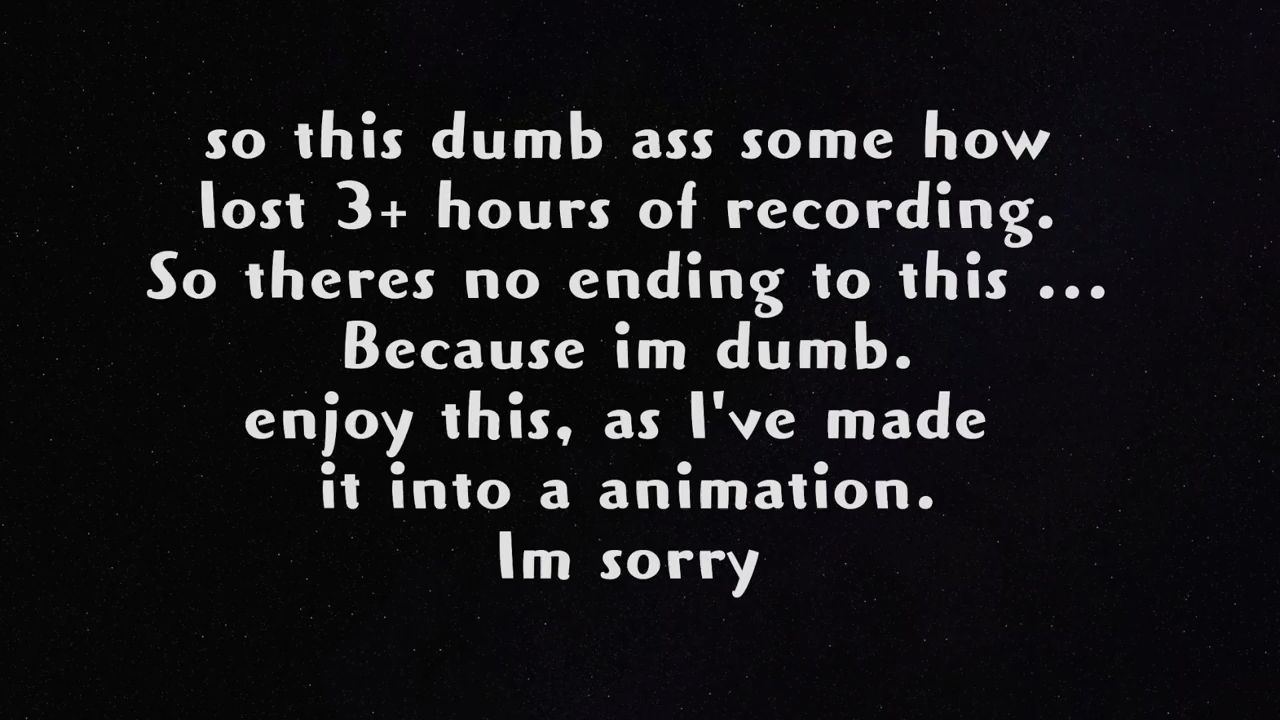 so this dumb ass some how
lost 3+ hours of recording.
So theres no ending to this ...
Because im dumb.
enjoy this, as I've made
it into a animation.
Im sorry